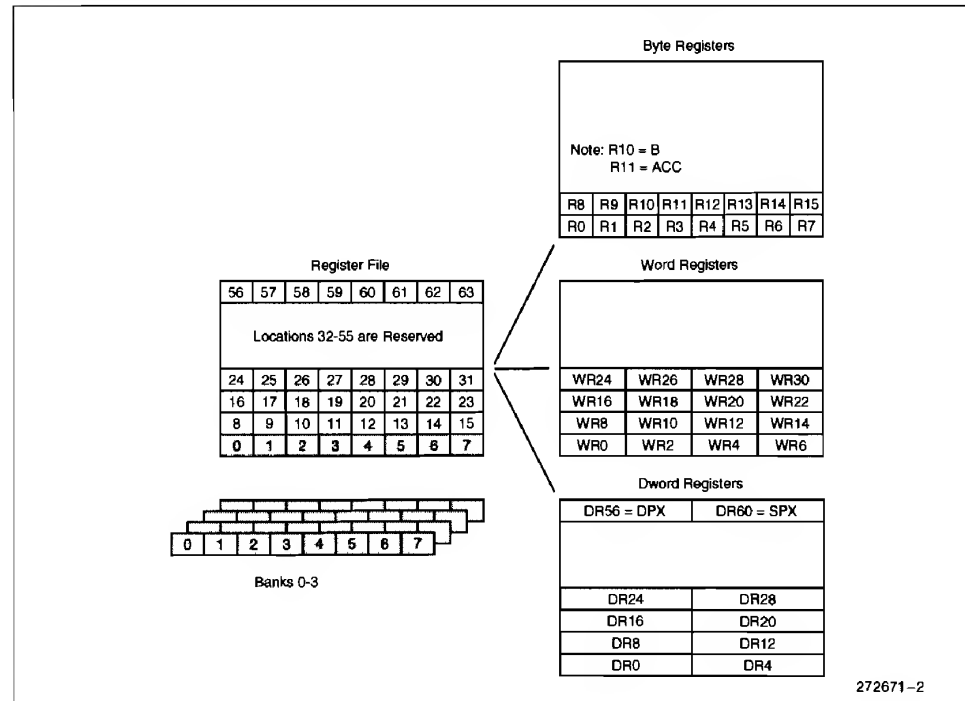 Byte Registers
Note: R10 = B
R11 = ACC
R8 R9 R10 R11 R12 R13 R14 R15
R0 R1 R2 R3 R4 R5 R6 R7
Register File
56 57 58 59 60 61 62 63
Locations 32-55 are Reserved
24 25 26 27 28 29 30 31
16 17 18 19 20 21 22 23
8 9 10 11 12 13 14 15
0 1 2 3 4 5 6 7
0 1 2 3 4 5 6 7
Banks 0-3
Word Registers
WR24 WR26 WR28 WR30
WR16 WR18 WR20 WR22
WR8 WR10 WR12 WR14
WR0 WR2 WR4 WR6
Dword Registers
DR56 = DPX DR60 = SPX
DR24 DR28
DR16 DR20
DR8 DR12
DR0 DR4
272671-2